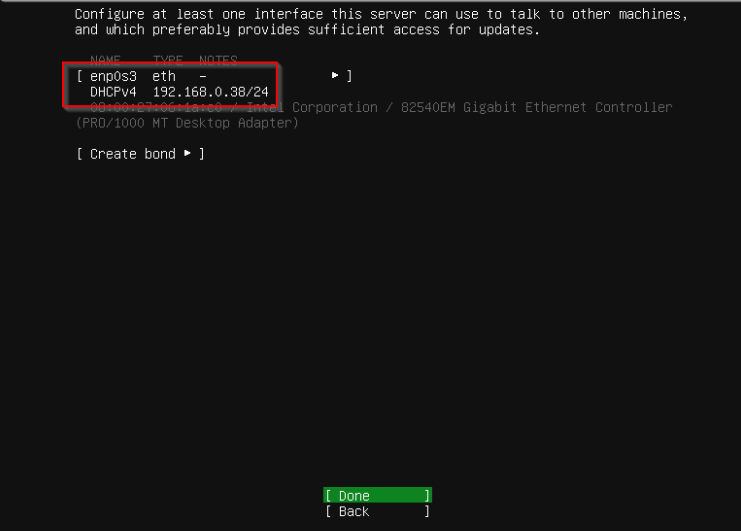 Configure at least one interface this server can use to talk to other machines,
and which preferably provides sufficient access for updates.
NAME TYPE NOTES
[ enp0s3 eth - ▸ ]
DHCPv4 192.168.0.38/24
08:00:27:06:1a:c0 / Intel Corporation / 82540EM Gigabit Ethernet Controller
(PRO/1000 MT Desktop Adapter)
[ Create bond ▸ ]
[ Done ]
[ Back ]